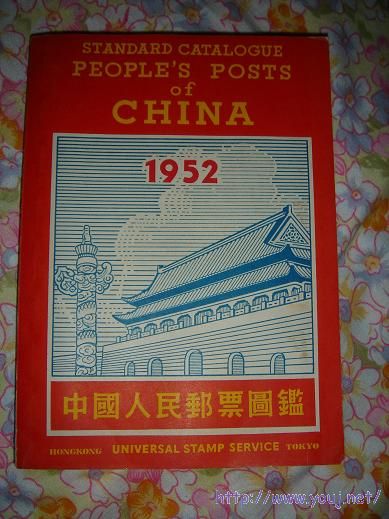 STANDARD CATALOGUE
PEOPLE'S POSTS
of
CHINA
1952
中國人民郵票圖鑑
HONGKONG UNIVERSAL STAMP SERVICE TOKYO
http://www.youj.net/